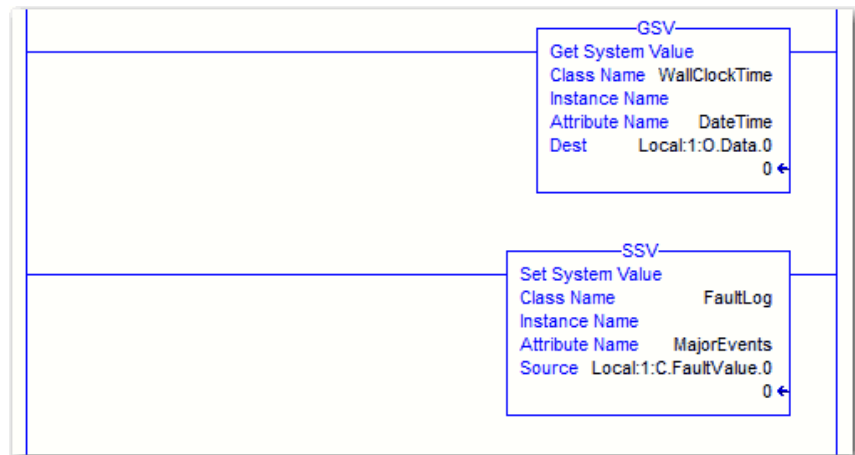 GSV
Get System Value
Class Name WallClockTime
Instance Name
Attribute Name DateTime
Dest Local:1:O.Data.0
0
SSV
Set System Value
Class Name FaultLog
Instance Name
Attribute Name MajorEvents
Source Local:1:C.FaultValue.0
0